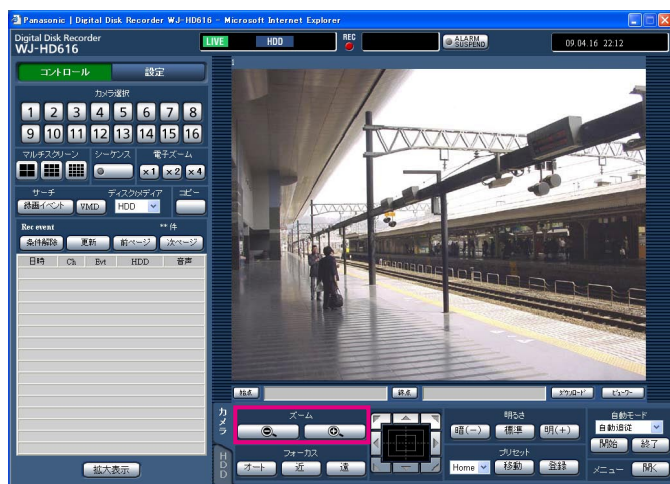 Panasonic | Digital Disk Recorder WJ-HD616 - Microsoft Internet Explorer
Digital Disk Recorder
WJ-HD616
LIVE HDD REC ALARM SUSPEND 09.04.16 22:12
コントロール 設定
カメラ選択
1 2 3 4 5 6 7 8
9 10 11 12 13 14 15 16
マルチスクリーン シーケンス 電子ズーム
×1 ×2 ×4
サーチ ディスク/メディア コピー
録画イベント VMD HDD
Rec event ** 件
条件解除 更新 前ページ 次ページ
日時 Ch Evt HDD 音声
拡大表示
1
始点 終点 ダウンロード ビューワー
カメラ
HDD
ズーム
フォーカス
オート 近 遠
明るさ
暗(−) 標準 明(+)
プリセット
Home 移動 登録
自動モード
自動追従
開始 終了
メニュー 開く